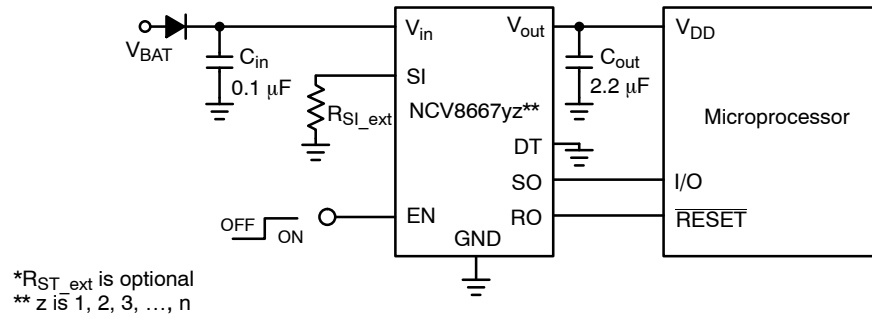 V_BAT
C_in
0.1 μF
R_SI_ext
OFF
ON
V_in
SI
EN
V_out
NCV8667yz**
DT
SO
RO
GND
C_out
2.2 μF
V_DD
Microprocessor
I/O
RESET
*R_ST_ext is optional
** z is 1, 2, 3, ..., n